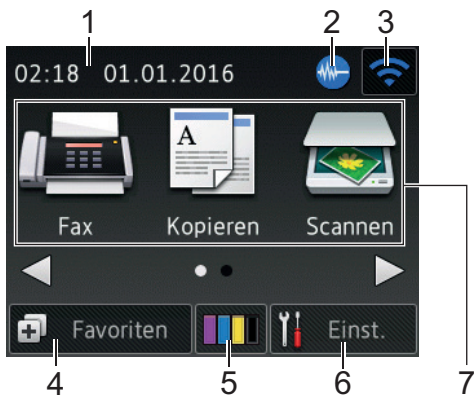 1 2 3
02:18 01.01.2016
A
Fax Kopieren Scannen
Favoriten Einst.
4 5 6 7